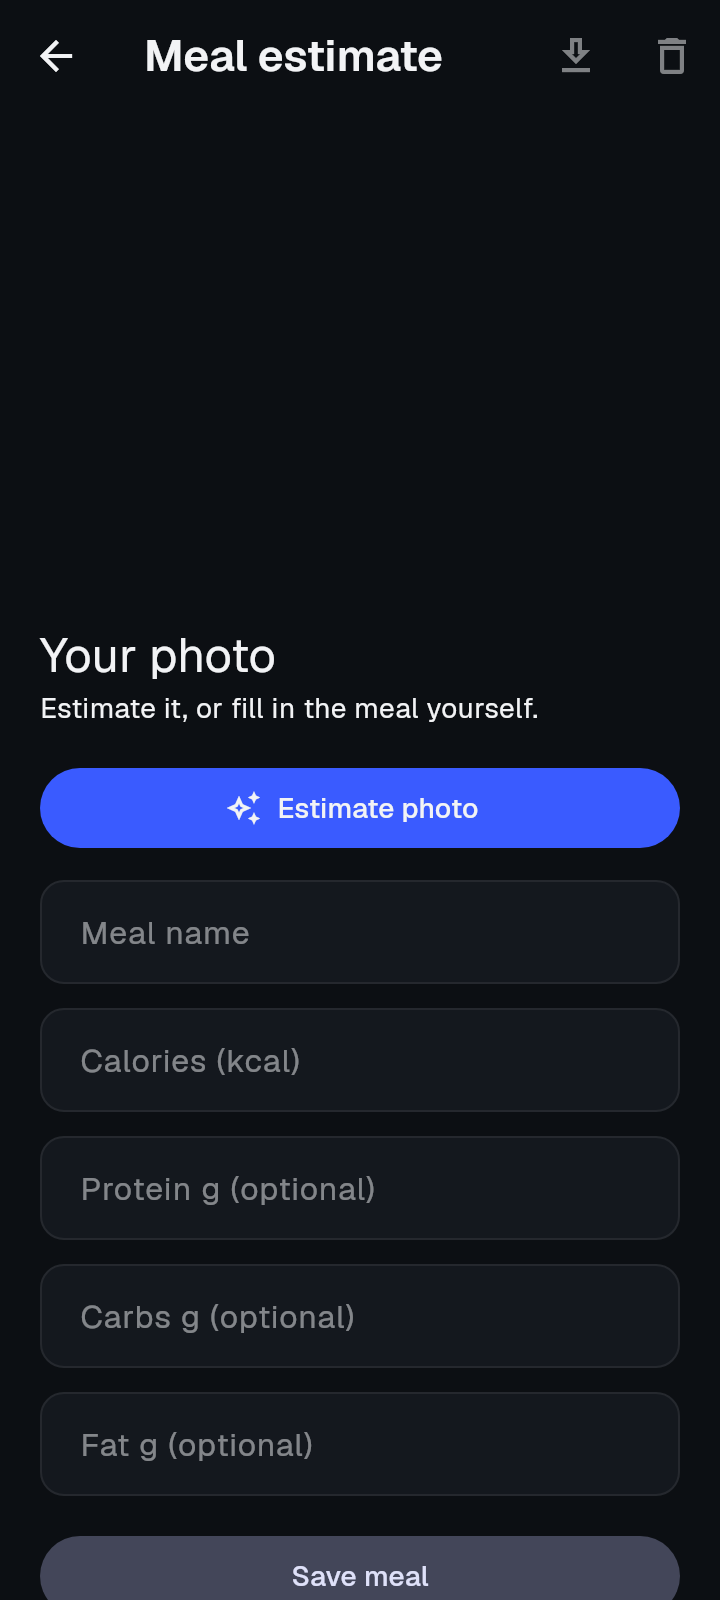 Meal estimate
Your photo
Estimate it, or fill in the meal yourself.
Estimate photo
Meal name
Calories (kcal)
Protein g (optional)
Carbs g (optional)
Fat g (optional)
Save meal